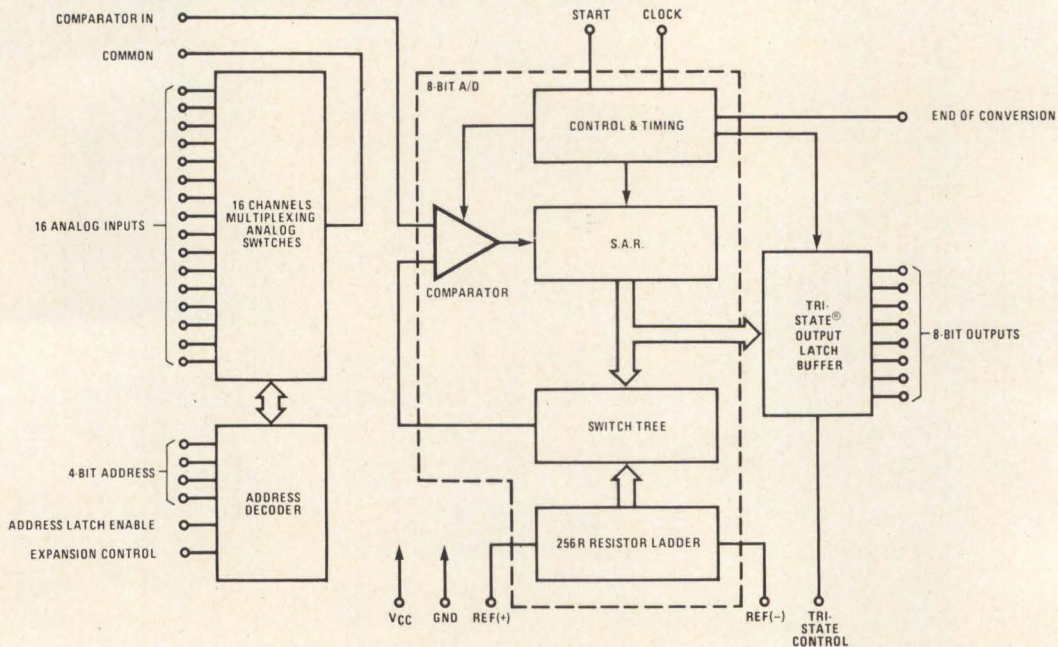 START
CLOCK
COMPARATOR IN
COMMON
8-BIT A/D
CONTROL & TIMING
END OF CONVERSION
16 ANALOG INPUTS
16 CHANNELS
MULTIPLEXING
ANALOG
SWITCHES
S.A.R.
COMPARATOR
TRI-
STATE®
OUTPUT
LATCH
BUFFER
8-BIT OUTPUTS
SWITCH TREE
4-BIT ADDRESS
ADDRESS
DECODER
ADDRESS LATCH ENABLE
EXPANSION CONTROL
256R RESISTOR LADDER
VCC
GND
REF(+)
REF(−)
TRI-
STATE
CONTROL